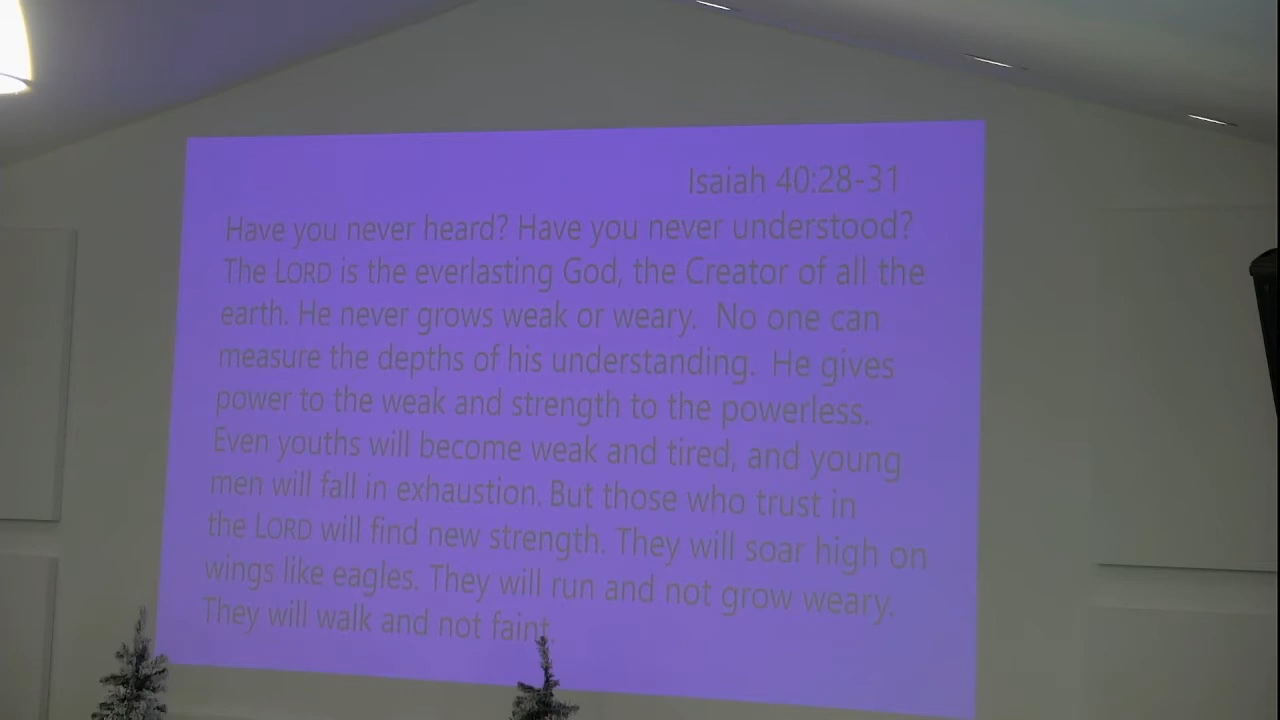 Isaiah 40:28-31
Have you never heard? Have you never understood?
The LORD is the everlasting God, the Creator of all the
earth. He never grows weak or weary. No one can
measure the depths of his understanding. He gives
power to the weak and strength to the powerless.
Even youths will become weak and tired, and young
men will fall in exhaustion. But those who trust in
the LORD will find new strength. They will soar high on
wings like eagles. They will run and not grow weary.
They will walk and not faint